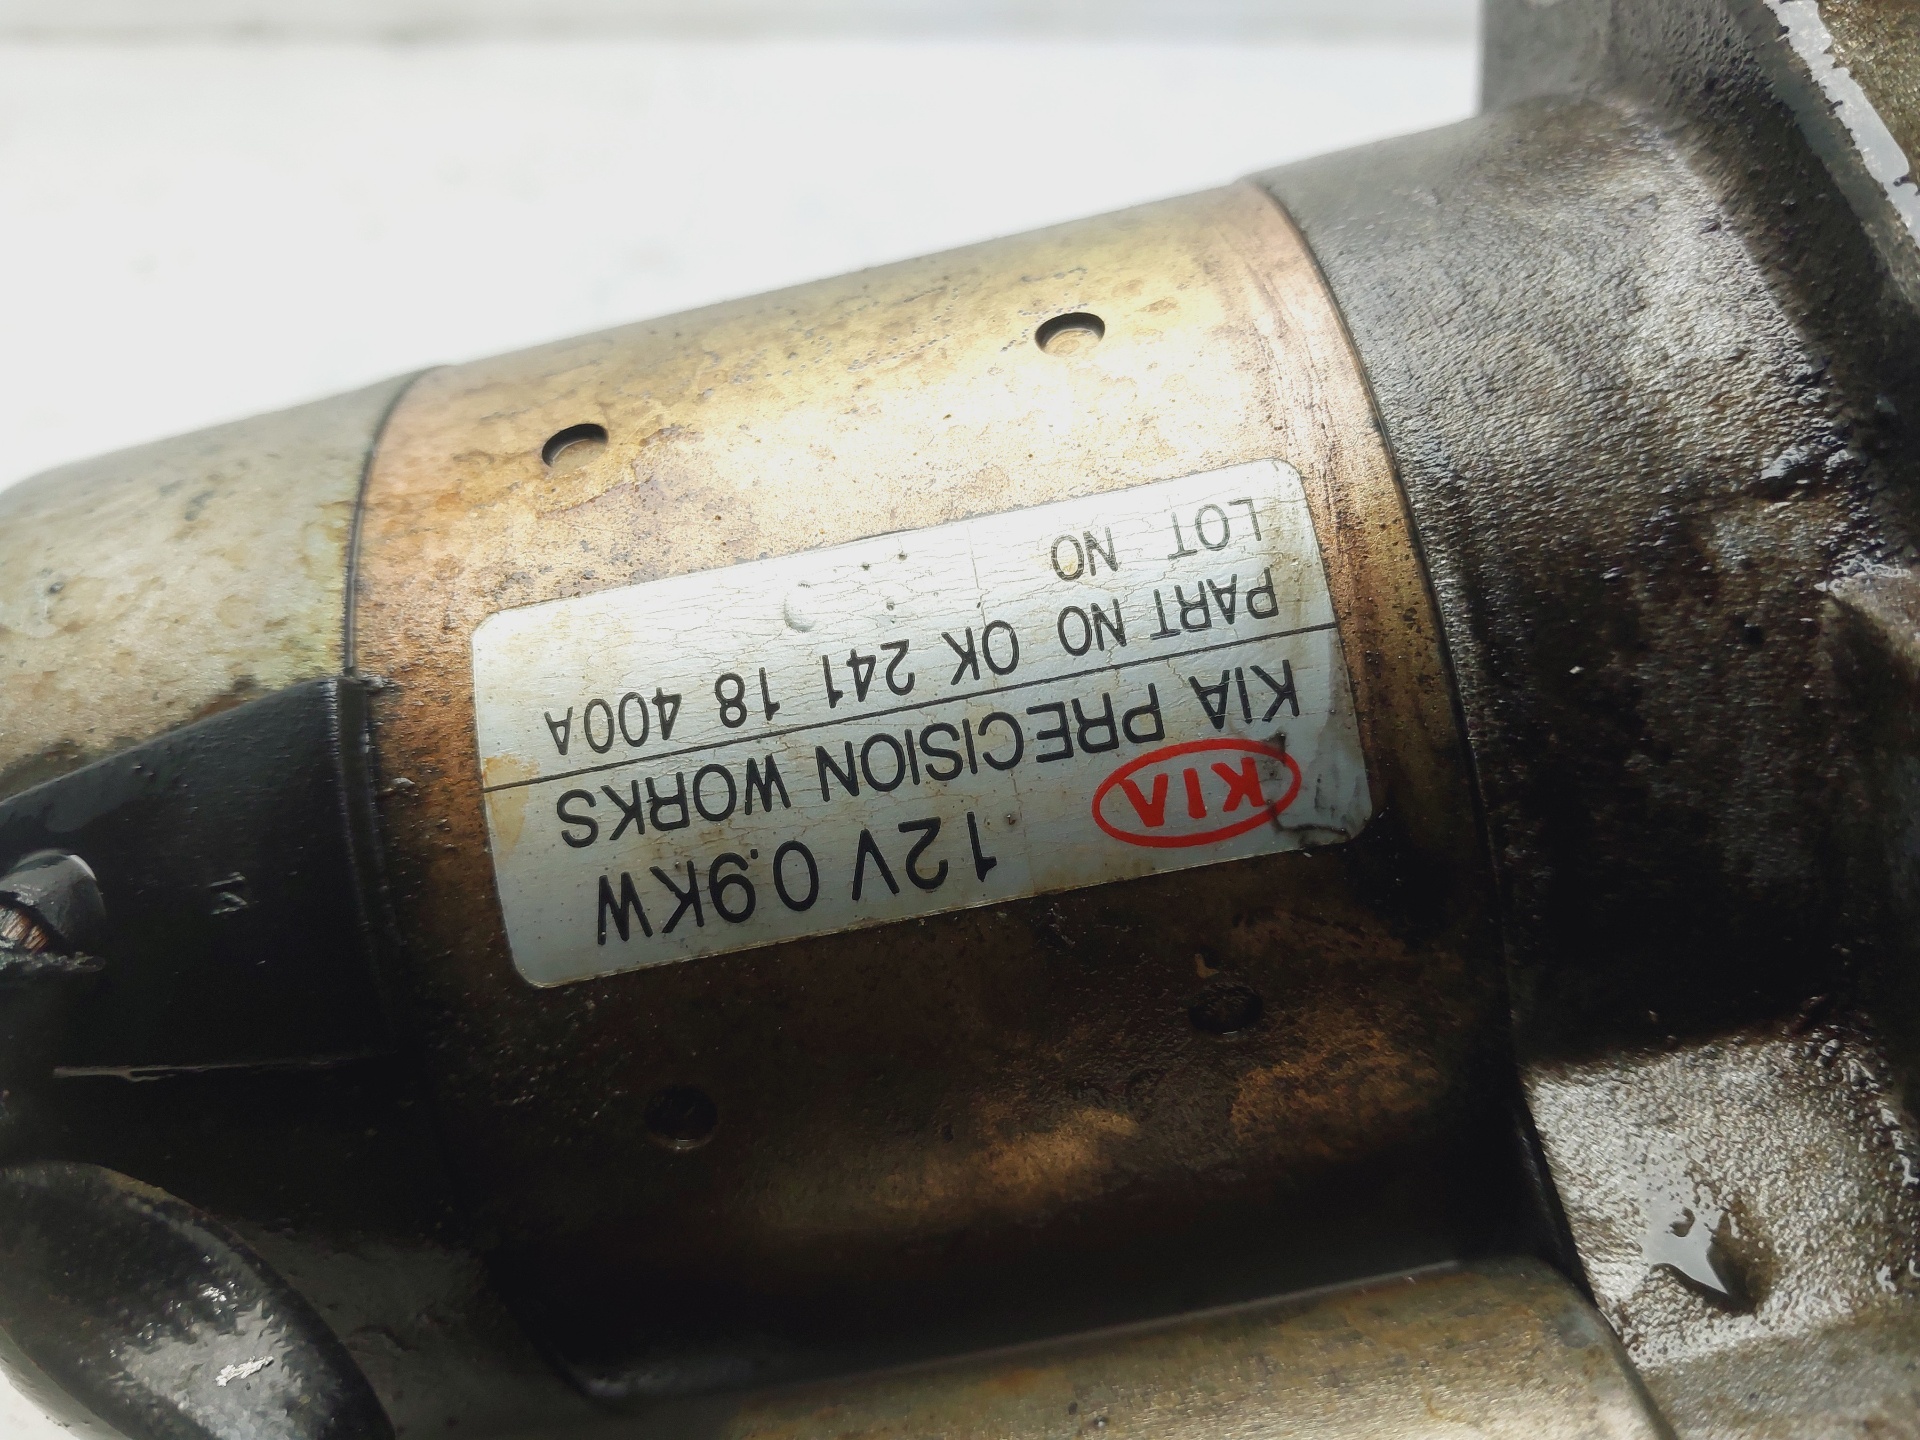 KIA 12V 0.9KW
KIA PRECISION WORKS
PART NO OK 241 18 400A
LOT NO